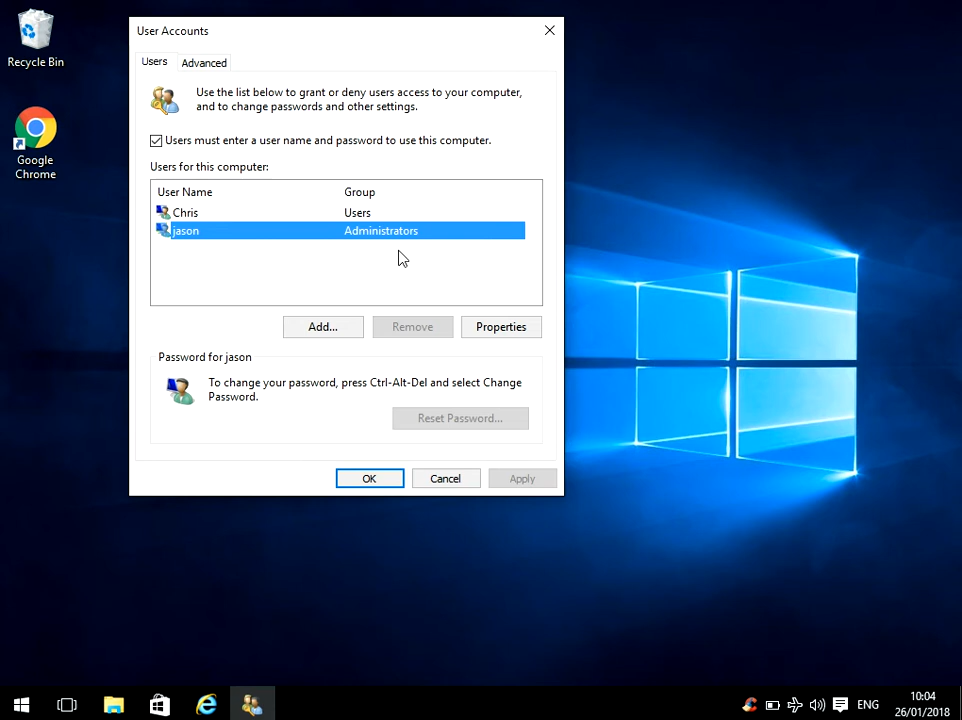 User Accounts
Users
Advanced
Use the list below to grant or deny users access to your computer,
and to change passwords and other settings.
Users must enter a user name and password to use this computer.
Users for this computer:
User Name Group
Chris Users
jason Administrators
Add... Remove Properties
Password for jason
To change your password, press Ctrl-Alt-Del and select Change
Password.
Reset Password...
OK Cancel Apply
Recycle Bin
Google
Chrome
ENG
10:04
26/01/2018